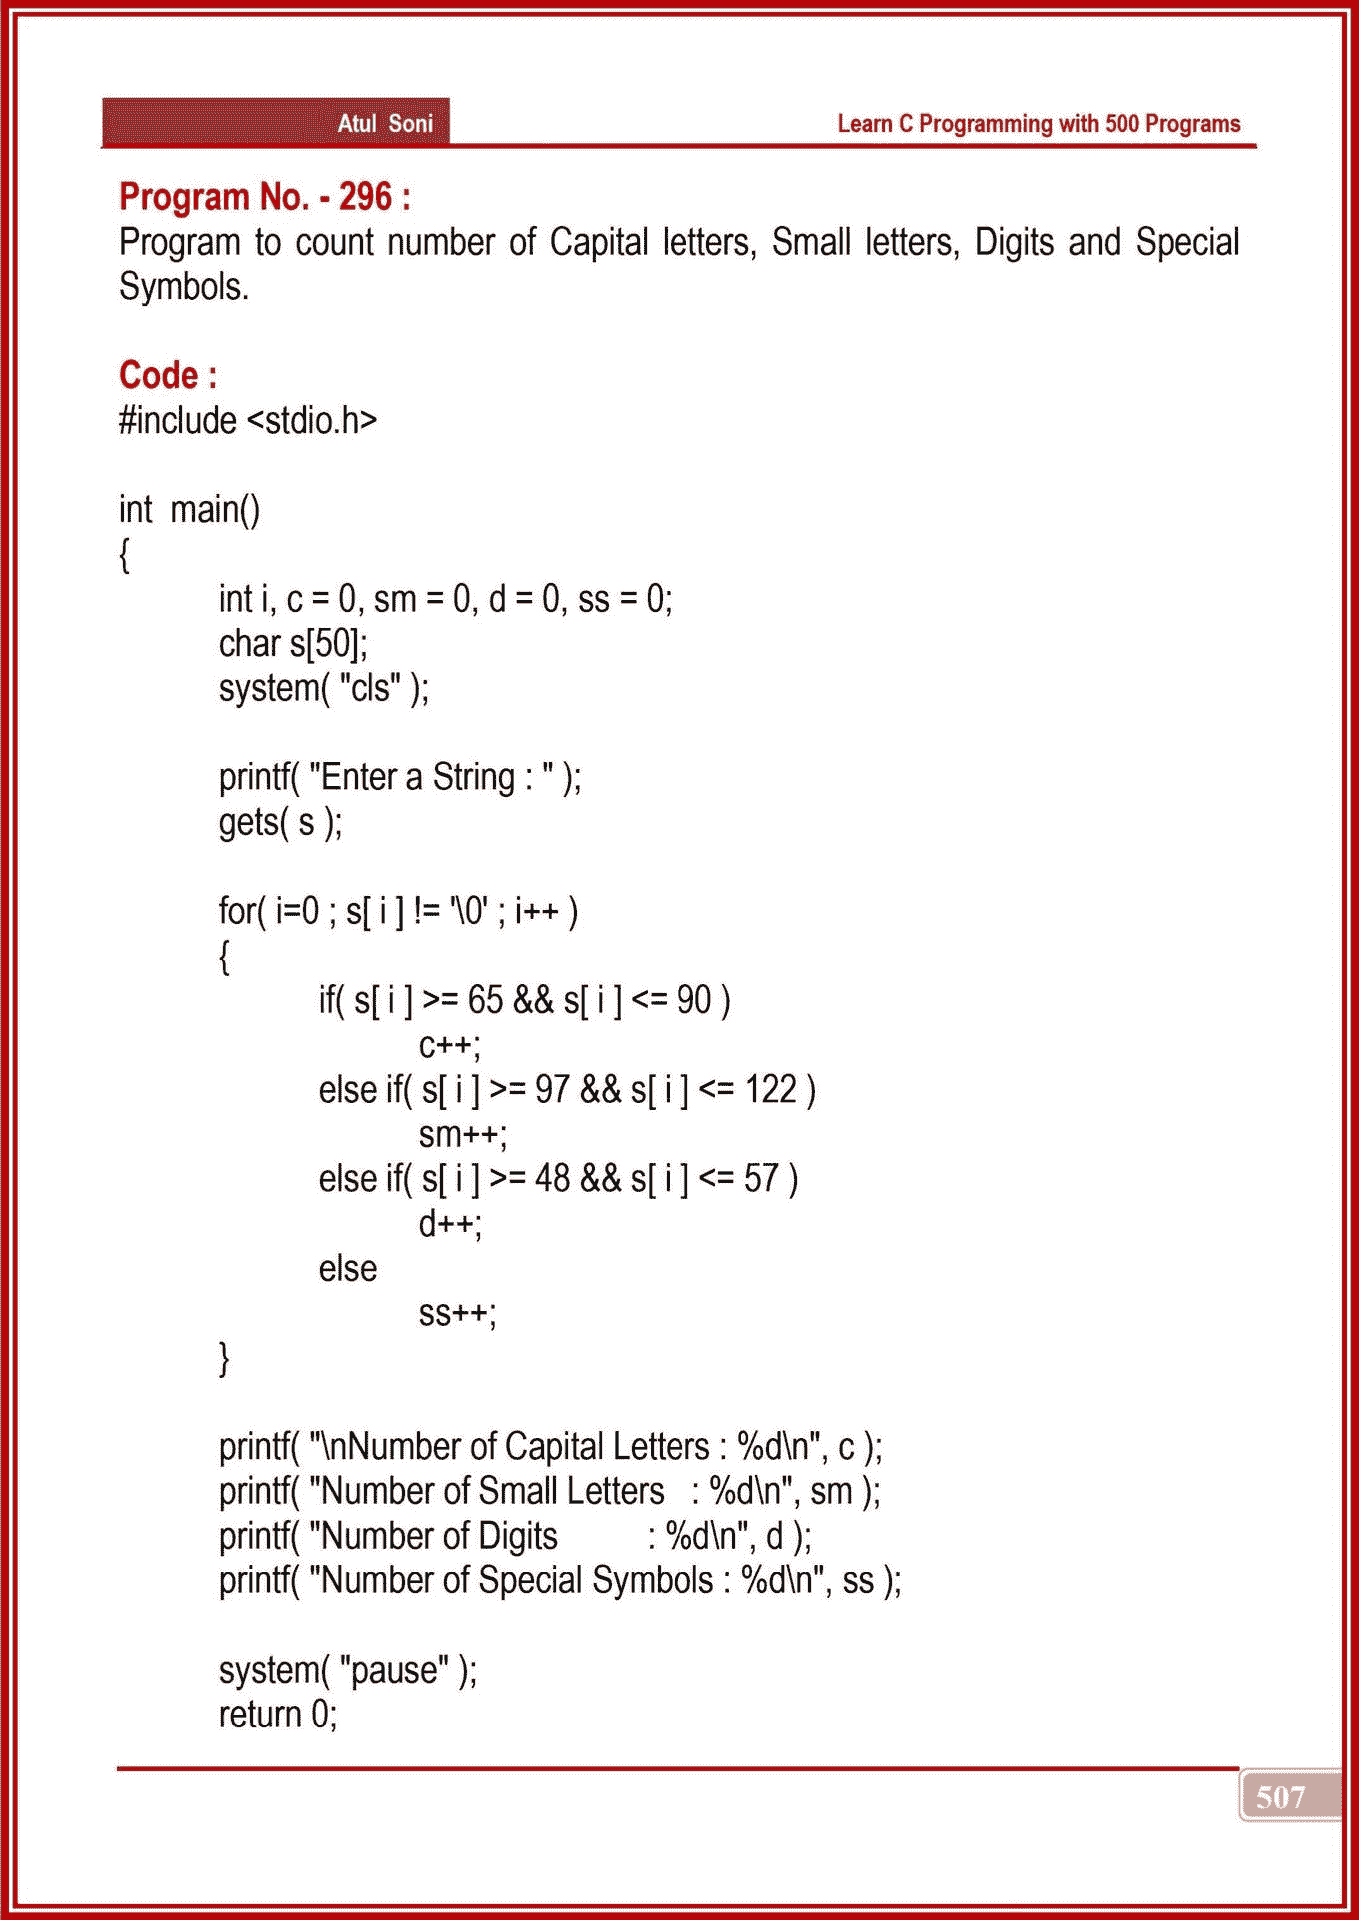 Atul Soni
Learn C Programming with 500 Programs
Program No. - 296 :
Program to count number of Capital letters, Small letters, Digits and Special
Symbols.
Code :
#include <stdio.h>
int main()
{
int i, c = 0, sm = 0, d = 0, ss = 0;
char s[50];
system( "cls" );
printf( "Enter a String : " );
gets( s );
for( i=0 ; s[ i ] != '\0' ; i++ )
{
if( s[ i ] >= 65 && s[ i ] <= 90 )
c++;
else if( s[ i ] >= 97 && s[ i ] <= 122 )
sm++;
else if( s[ i ] >= 48 && s[ i ] <= 57 )
d++;
else
ss++;
}
printf( "\nNumber of Capital Letters : %d\n", c );
printf( "Number of Small Letters   : %d\n", sm );
printf( "Number of Digits          : %d\n", d );
printf( "Number of Special Symbols : %d\n", ss );
system( "pause" );
return 0;
507